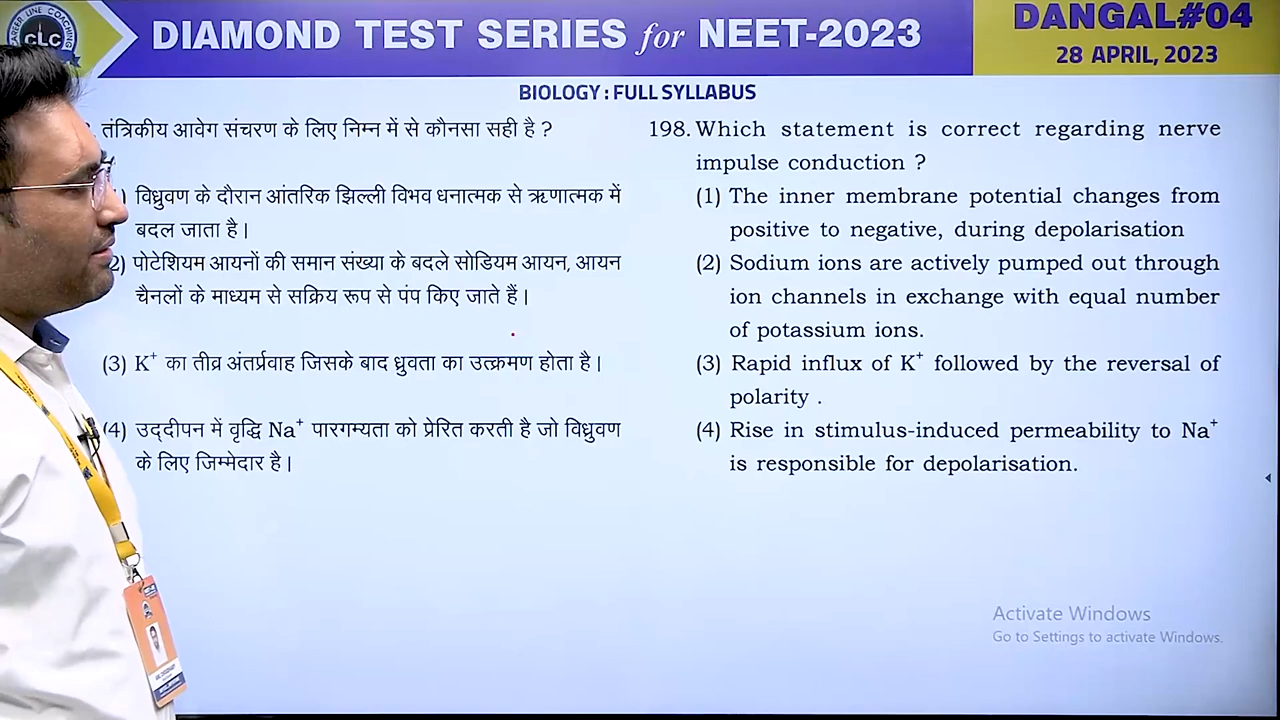 CAREER LINE COACHING
CLC
DIAMOND TEST SERIES for NEET-2023
DANGAL#04
28 APRIL, 2023
BIOLOGY : FULL SYLLABUS
तंत्रिकीय आवेग संचरण के लिए निम्न में से कौनसा सही है ?
विध्रुवण के दौरान आंतरिक झिल्ली विभव धनात्मक से ऋणात्मक में
बदल जाता है।
2) पोटेशियम आयनों की समान संख्या के बदले सोडियम आयन, आयन
चैनलों के माध्यम से सक्रिय रूप से पंप किए जाते हैं।
(3) K⁺ का तीव्र अंतर्प्रवाह जिसके बाद ध्रुवता का उत्क्रमण होता है।
(4) उद्दीपन में वृद्धि Na⁺ पारगम्यता को प्रेरित करती है जो विध्रुवण
के लिए जिम्मेदार है।
198. Which statement is correct regarding nerve
impulse conduction ?
(1) The inner membrane potential changes from
positive to negative, during depolarisation
(2) Sodium ions are actively pumped out through
ion channels in exchange with equal number
of potassium ions.
(3) Rapid influx of K⁺ followed by the reversal of
polarity .
(4) Rise in stimulus-induced permeability to Na⁺
is responsible for depolarisation.
Activate Windows
Go to Settings to activate Windows.